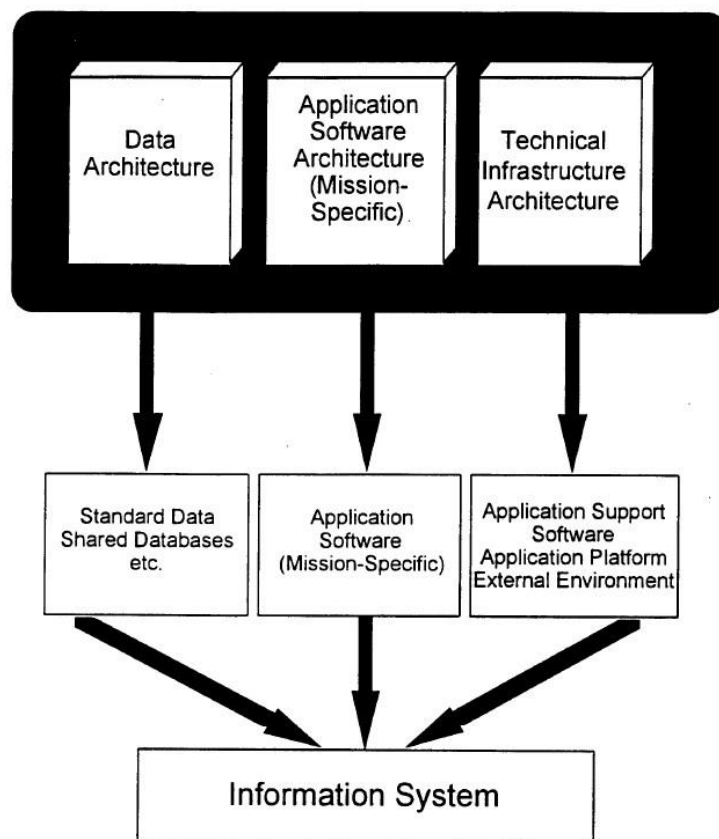 Data
Architecture
Application
Software
Architecture
(Mission-
Specific)
Technical
Infrastructure
Architecture
Standard Data
Shared Databases
etc.
Application
Software
(Mission-Specific)
Application Support
Software
Application Platform
External Environment
Information System